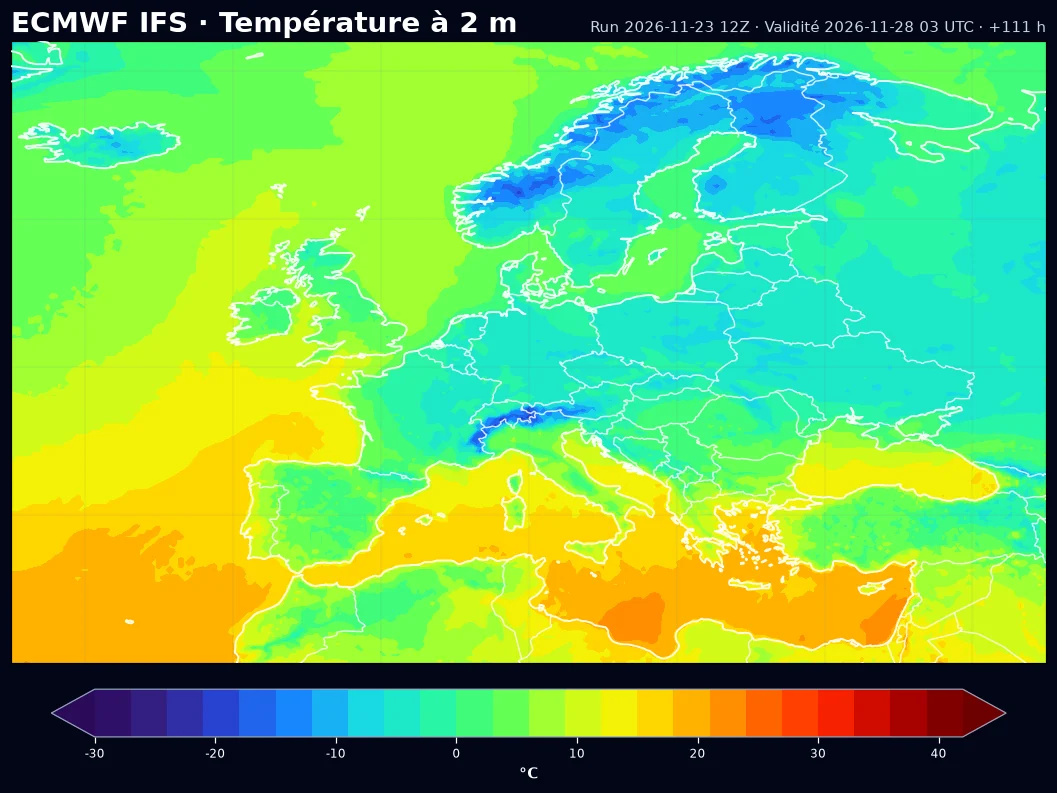 ECMWF IFS · Température à 2 m
Run 2026-11-23 12Z · Validité 2026-11-28 03 UTC · +111 h
-30 -20 -10 0 10 20 30 40
°C